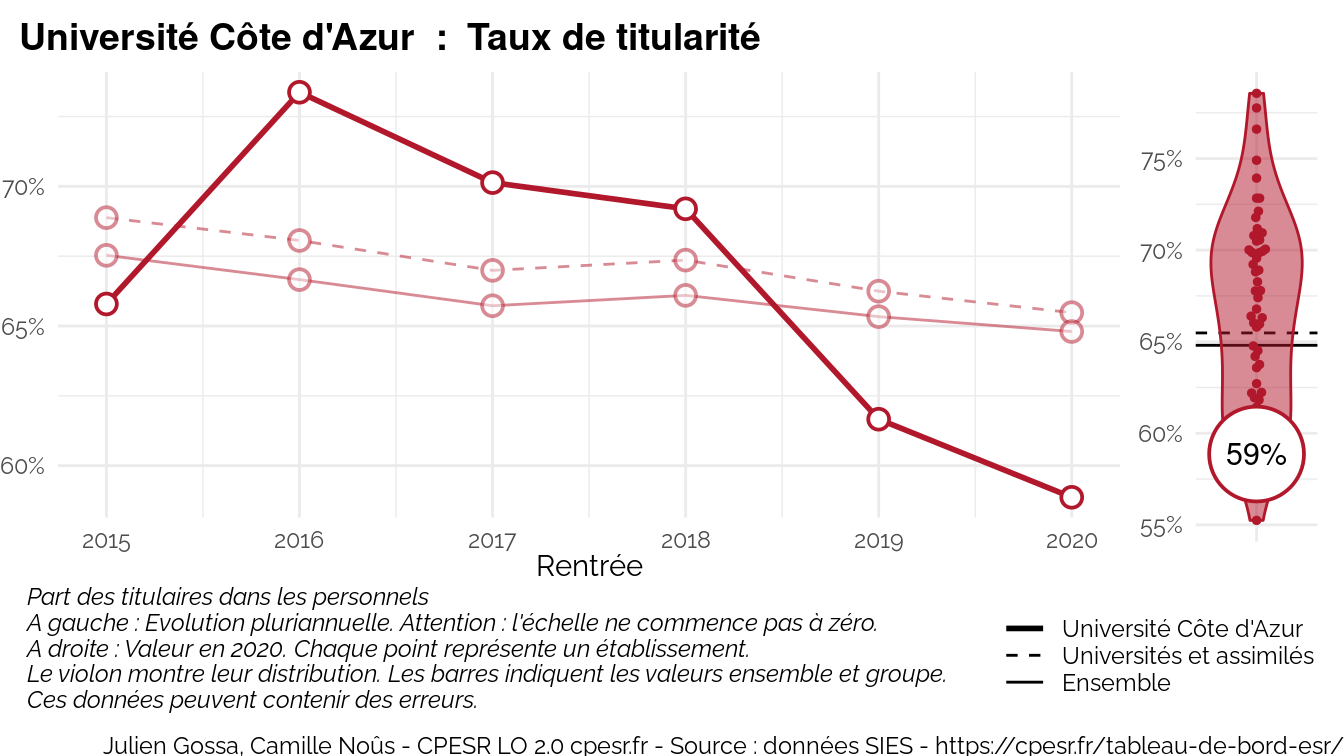 Université Côte d'Azur : Taux de titularité
70%
65%
60%
2015 2016 2017 2018 2019 2020
Rentrée
75%
70%
65%
60%
55%
59%
Part des titulaires dans les personnels
A gauche : Evolution pluriannuelle. Attention : l'échelle ne commence pas à zéro.
A droite : Valeur en 2020. Chaque point représente un établissement.
Le violon montre leur distribution. Les barres indiquent les valeurs ensemble et groupe.
Ces données peuvent contenir des erreurs.
Université Côte d'Azur
Universités et assimilés
Ensemble
Julien Gossa, Camille Noûs - CPESR LO 2.0 cpesr.fr - Source : données SIES - https://cpesr.fr/tableau-de-bord-esr/